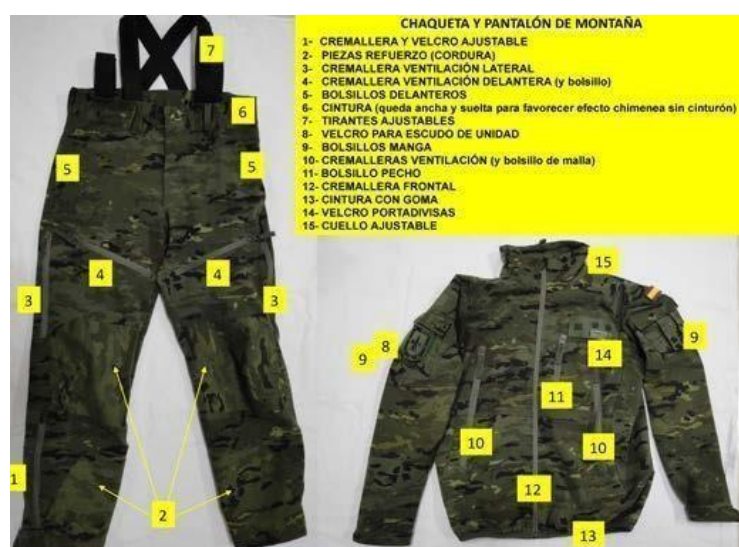 CHAQUETA Y PANTALÓN DE MONTAÑA
1- CREMALLERA Y VELCRO AJUSTABLE
2- PIEZAS REFUERZO (CORDURA)
3- CREMALLERA VENTILACIÓN LATERAL
4- CREMALLERA VENTILACIÓN DELANTERA (y bolsillo)
5- BOLSILLOS DELANTEROS
6- CINTURA (queda ancha y suelta para favorecer efecto chimenea sin cinturón)
7- TIRANTES AJUSTABLES
8- VELCRO PARA ESCUDO DE UNIDAD
9- BOLSILLOS MANGA
10- CREMALLERAS VENTILACIÓN (y bolsillo de malla)
11- BOLSILLO PECHO
12- CREMALLERA FRONTAL
13- CINTURA CON GOMA
14- VELCRO PORTADIVISAS
15- CUELLO AJUSTABLE
7
6
5
5
4
4
3
3
1
2
15
9
8
9
14
11
10
10
12
13